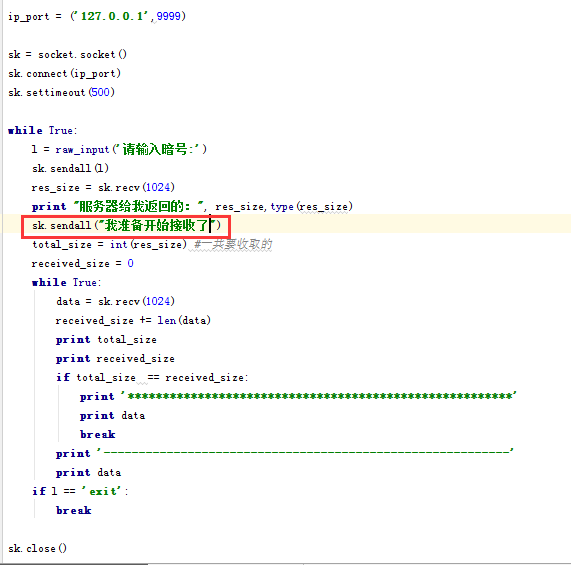 ip_port = ('127.0.0.1',9999)
sk = socket.socket()
sk.connect(ip_port)
sk.settimeout(500)
while True:
    l = raw_input('请输入暗号:')
    sk.sendall(l)
    res_size = sk.recv(1024)
    print "服务器给我返回的: ", res_size,type(res_size)
    sk.sendall("我准备开始接收了")
    total_size = int(res_size) #一共要收取的
    received_size = 0
    while True:
        data = sk.recv(1024)
        received_size += len(data)
        print total_size
        print received_size
        if total_size  == received_size:
            print '*******************************************************'
            print data
            break
        print '----------------------------------------------------------'
        print data
    if l == 'exit':
        break
sk.close()